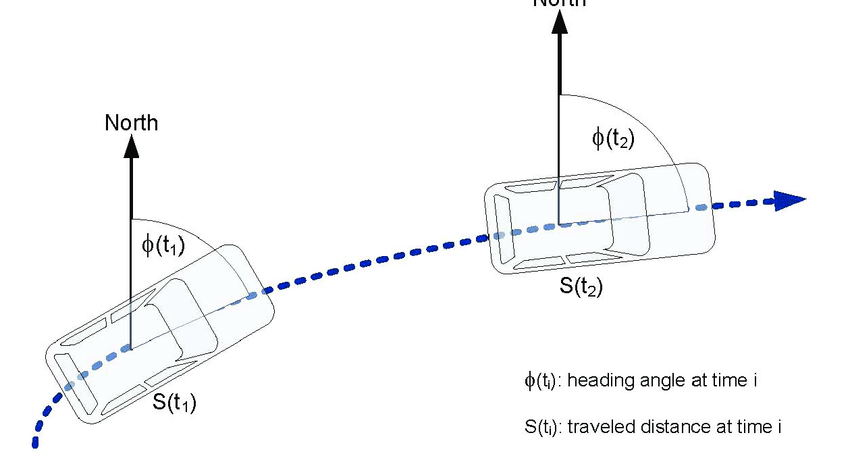 North
North
ϕ(t₂)
ϕ(t₁)
S(t₂)
S(t₁)
ϕ(tᵢ): heading angle at time i
S(tᵢ): traveled distance at time i